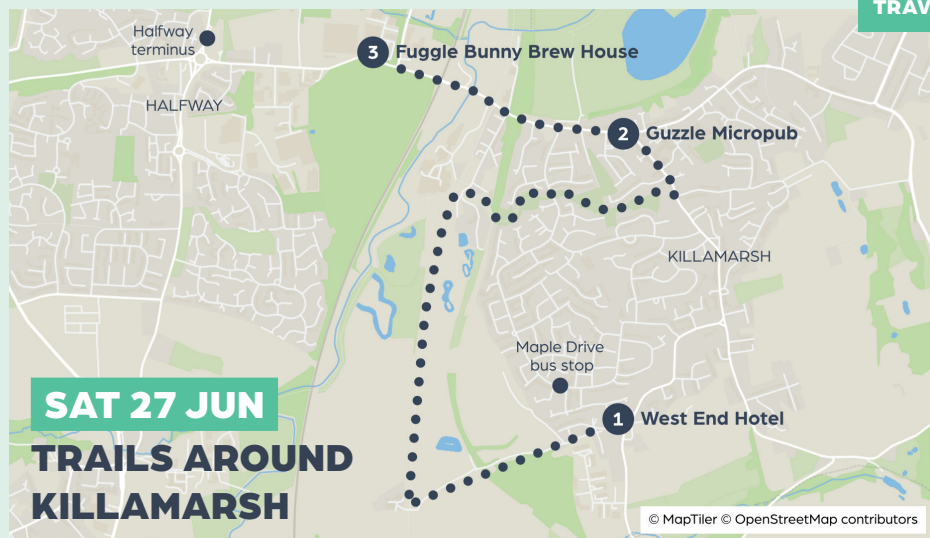 TRAV
Halfway
terminus
3 Fuggle Bunny Brew House
HALFWAY
2 Guzzle Micropub
KILLAMARSH
Maple Drive
bus stop
1 West End Hotel
SAT 27 JUN
TRAILS AROUND
KILLAMARSH
© MapTiler © OpenStreetMap contributors